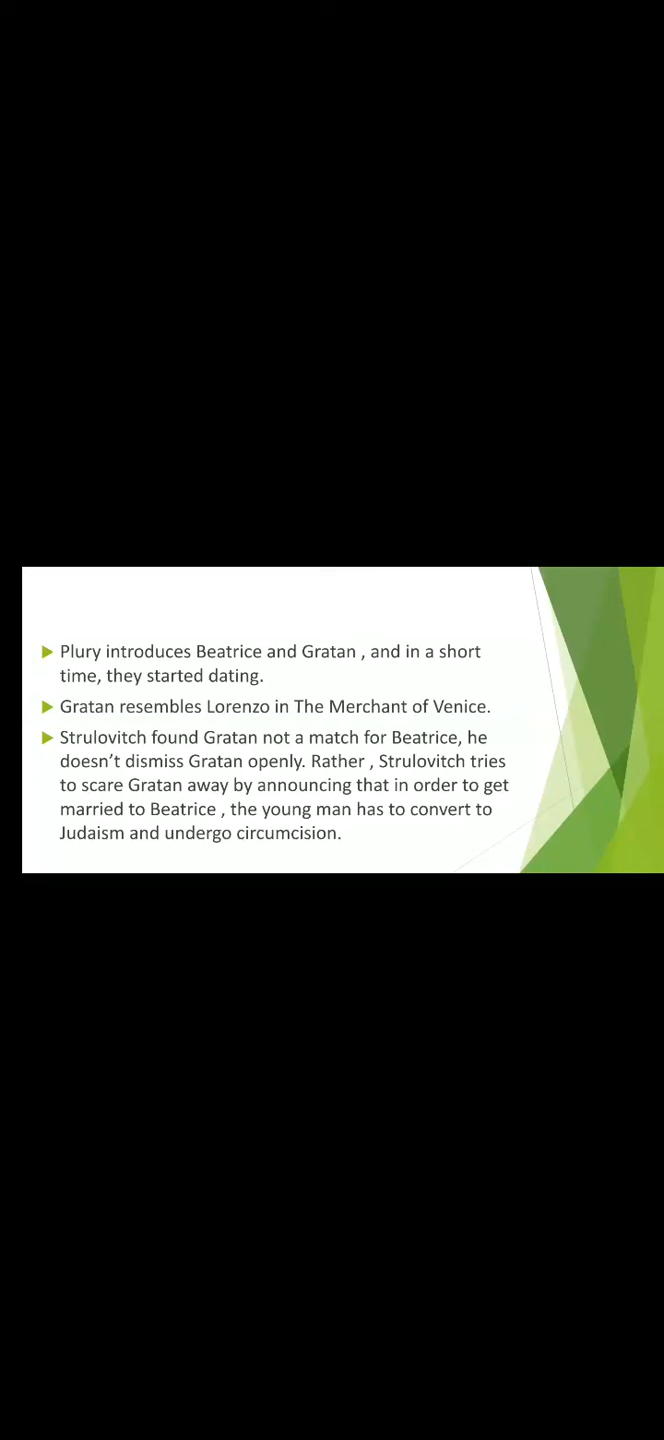 Plury introduces Beatrice and Gratan , and in a short
time, they started dating.
Gratan resembles Lorenzo in The Merchant of Venice.
Strulovitch found Gratan not a match for Beatrice, he
doesn’t dismiss Gratan openly. Rather , Strulovitch tries
to scare Gratan away by announcing that in order to get
married to Beatrice , the young man has to convert to
Judaism and undergo circumcision.